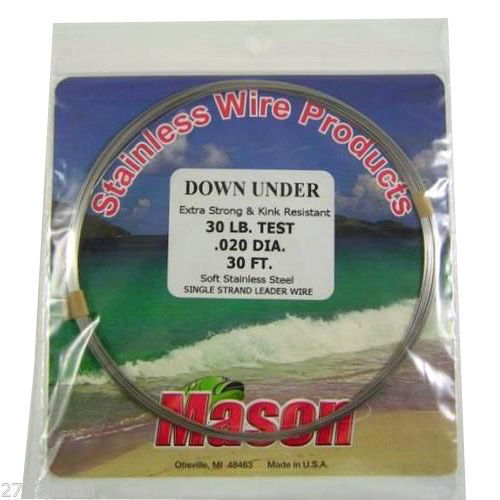 Stainless Wire Products
DOWN UNDER
Extra Strong & Kink Resistant
30 LB. TEST
.020 DIA.
30 FT.
Soft Stainless Steel
SINGLE STRAND LEADER WIRE
Mason
Otisville, MI 48463 Made in U.S.A.